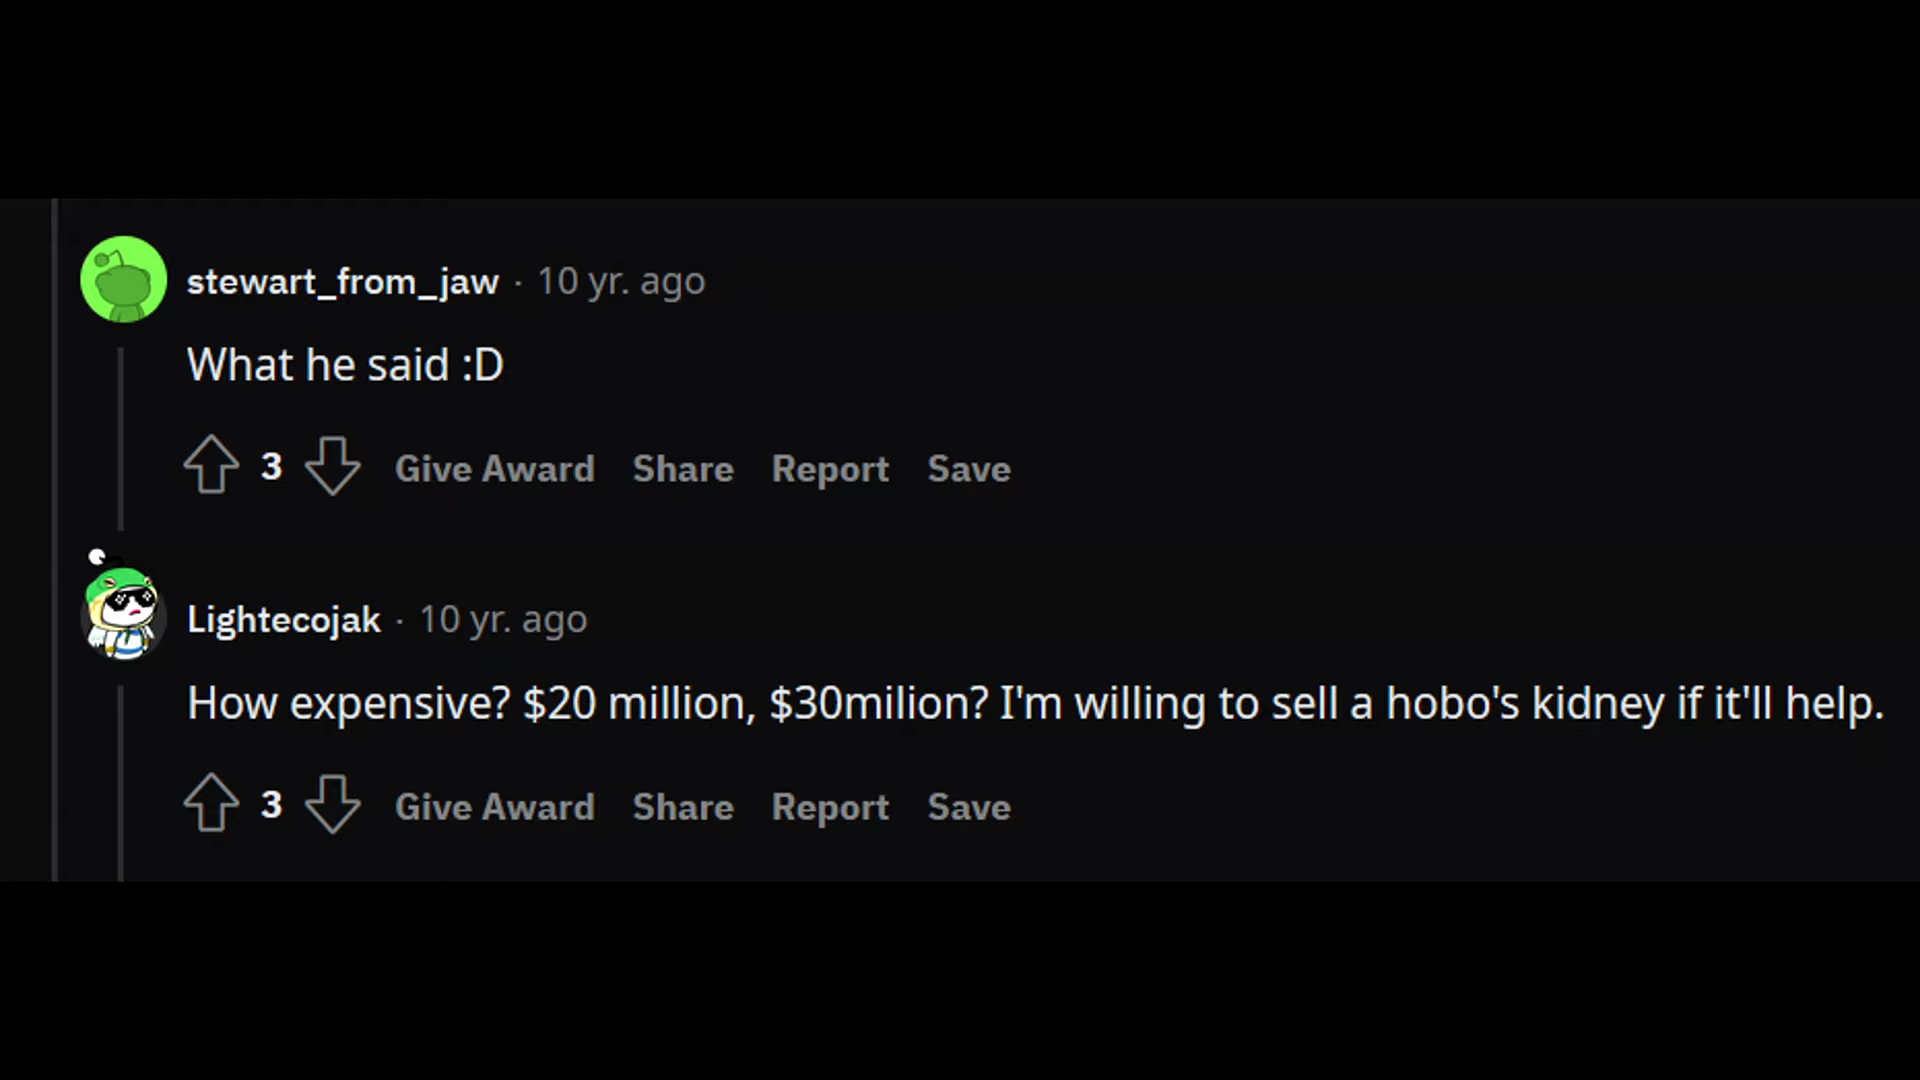 stewart_from_jaw · 10 yr. ago
What he said :D
3 Give Award Share Report Save
Lightecojak · 10 yr. ago
How expensive? $20 million, $30milion? I'm willing to sell a hobo's kidney if it'll help.
3 Give Award Share Report Save